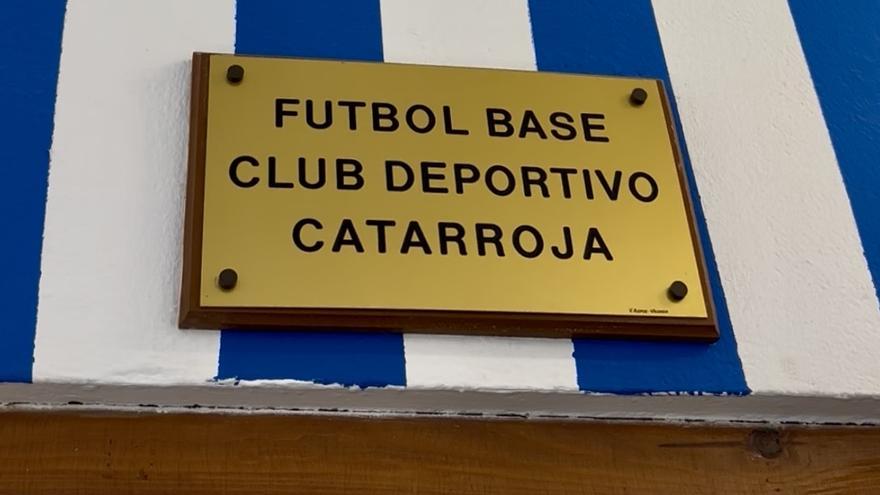 FUTBOL BASE
CLUB DEPORTIVO
CATARROJA